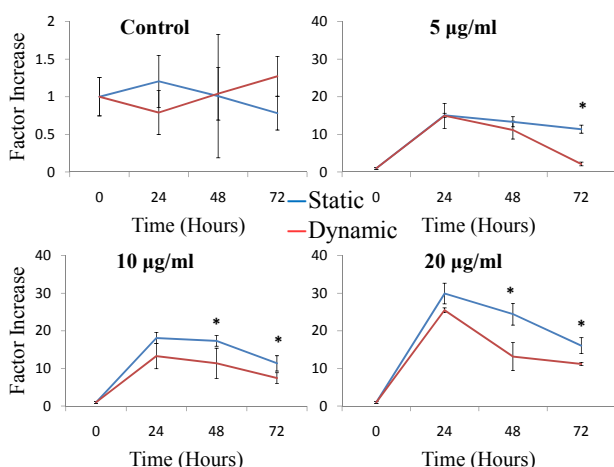 Control
Factor Increase
2
1.5
1
0.5
0
0 24 48 72
Time (Hours)
5 µg/ml
40
30
20
10
0
*
0 24 48 72
Time (Hours)
Static
Dynamic
10 µg/ml
Factor Increase
40
30
20
10
0
* *
0 24 48 72
Time (Hours)
20 µg/ml
40
30
20
10
0
* *
0 24 48 72
Time (Hours)